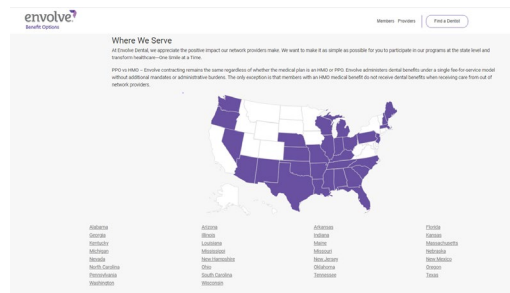 envolve
Benefit Options
Members Providers Find a Dentist
Where We Serve
At Envolve Dental, we appreciate the positive impact our network providers make. We want to make it as simple as possible for you to participate in our programs at the state level and
transform healthcare—One Smile at a Time.
PPO vs HMO – Envolve contracting remains the same regardless of whether the medical plan is an HMO or PPO. Envolve administers dental benefits under a single fee-for-service model
without additional mandates or administrative burdens. The only exception is that members with an HMO medical benefit do not receive dental benefits when receiving care from out of
network providers.
Alabama Arizona Arkansas Florida
Georgia Illinois Indiana Kansas
Kentucky Louisiana Maine Massachusetts
Michigan Mississippi Missouri Nebraska
Nevada New Hampshire New Jersey New Mexico
North Carolina Ohio Oklahoma Oregon
Pennsylvania South Carolina Tennessee Texas
Washington Wisconsin